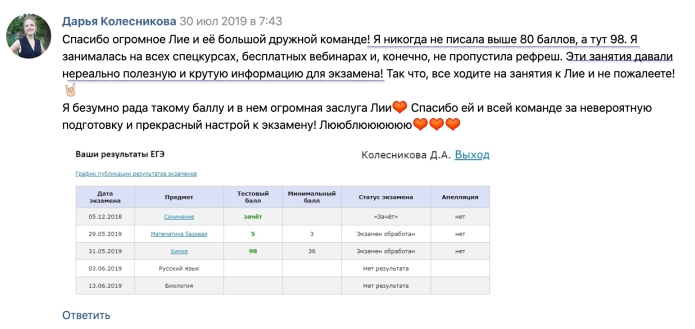 Дарья Колесникова 30 июл 2019 в 7:43
Спасибо огромное Лие и её большой дружной команде! Я никогда не писала выше 80 баллов, а тут 98. Я
занималась на всех спецкурсах, бесплатных вебинарах и, конечно, не пропустила рефреш. Эти занятия давали
нереально полезную и крутую информацию для экзамена! Так что, все ходите на занятия к Лие и не пожалеете!
🤘🏻
Я безумно рада такому баллу и в нем огромная заслуга Лии❤ Спасибо ей и всей команде за невероятную
подготовку и прекрасный настрой к экзамену! Люююблюююююю❤❤❤
Ваши результаты ЕГЭ Колесникова Д.А. Выход
График публикации результатов экзаменов
Дата экзамена Предмет Тестовый балл Минимальный балл Статус экзамена Апелляция
05.12.2018 Сочинение зачёт «Зачёт» нет
29.05.2019 Математика базовая 5 3 Экзамен обработан нет
31.05.2019 Химия 98 36 Экзамен обработан нет
03.06.2019 Русский язык Нет результата
13.06.2019 Биология Нет результата
Ответить